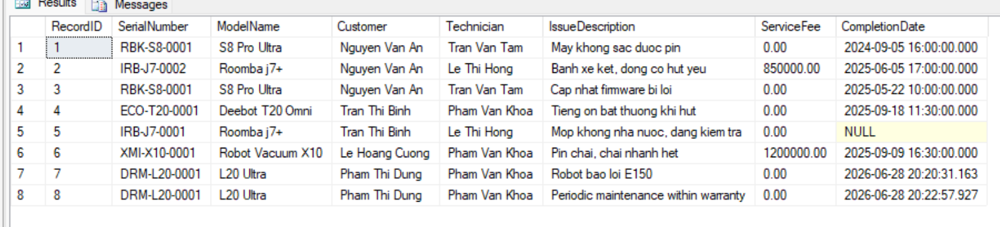 Results Messages
RecordID SerialNumber ModelName Customer Technician IssueDescription ServiceFee CompletionDate
1 1 RBK-S8-0001 S8 Pro Ultra Nguyen Van An Tran Van Tam May khong sac duoc pin 0.00 2024-09-05 16:00:00.000
2 2 IRB-J7-0002 Roomba j7+ Nguyen Van An Le Thi Hong Banh xe ket, dong co hut yeu 850000.00 2025-06-05 17:00:00.000
3 3 RBK-S8-0001 S8 Pro Ultra Nguyen Van An Tran Van Tam Cap nhat firmware bi loi 0.00 2025-05-22 10:00:00.000
4 4 ECO-T20-0001 Deebot T20 Omni Tran Thi Binh Pham Van Khoa Tieng on bat thuong khi hut 0.00 2025-09-18 11:30:00.000
5 5 IRB-J7-0001 Roomba j7+ Tran Thi Binh Le Thi Hong Mop khong nha nuoc, dang kiem tra 0.00 NULL
6 6 XMI-X10-0001 Robot Vacuum X10 Le Hoang Cuong Pham Van Khoa Pin chai, chai nhanh het 1200000.00 2025-09-09 16:30:00.000
7 7 DRM-L20-0001 L20 Ultra Pham Thi Dung Pham Van Khoa Robot bao loi E150 0.00 2026-06-28 20:20:31.163
8 8 DRM-L20-0001 L20 Ultra Pham Thi Dung Pham Van Khoa Periodic maintenance within warranty 0.00 2026-06-28 20:22:57.927